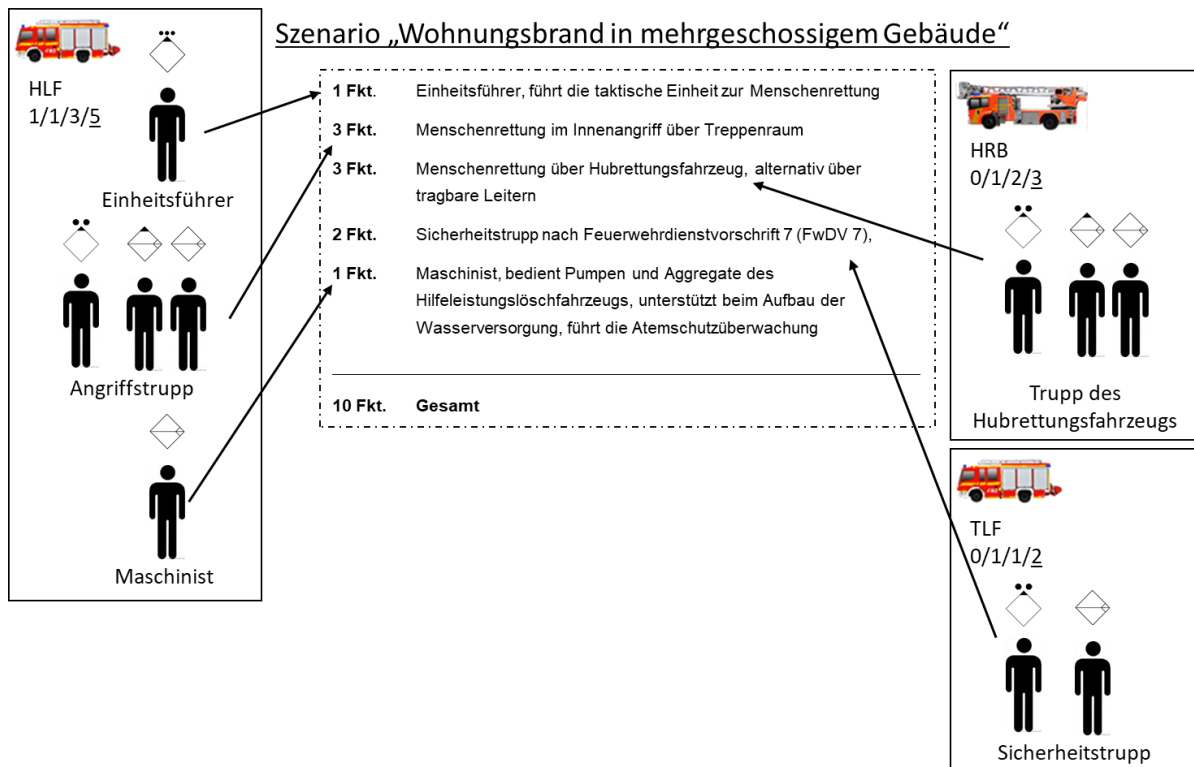 Szenario „Wohnungsbrand in mehrgeschossigem Gebäude“
HLF
1/1/3/5
Einheitsführer
Angriffstrupp
Maschinist
1 Fkt. Einheitsführer, führt die taktische Einheit zur Menschenrettung
3 Fkt. Menschenrettung im Innenangriff über Treppenraum
3 Fkt. Menschenrettung über Hubrettungsfahrzeug, alternativ über
tragbare Leitern
2 Fkt. Sicherheitstrupp nach Feuerwehrdienstvorschrift 7 (FwDV 7),
1 Fkt. Maschinist, bedient Pumpen und Aggregate des
Hilfeleistungslöschfahrzeugs, unterstützt beim Aufbau der
Wasserversorgung, führt die Atemschutzüberwachung
10 Fkt. Gesamt
HRB
0/1/2/3
Trupp des
Hubrettungsfahrzeugs
TLF
0/1/1/2
Sicherheitstrupp